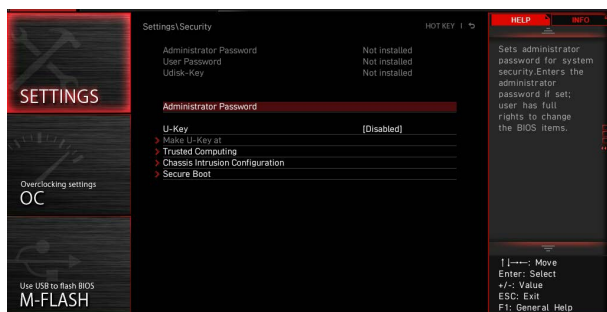 Settings\Security
HOT KEY | ↩
HELP
INFO
Administrator Password Not installed
User Password Not installed
Udisk-Key Not installed
Administrator Password
U-Key [Disabled]
> Make U-Key at
> Trusted Computing
> Chassis Intrusion Configuration
> Secure Boot
SETTINGS
Overclocking settings
OC
Use USB to flash BIOS
M-FLASH
Sets administrator
password for system
security.Enters the
administrator
password if set;
user has full
rights to change
the BIOS items.
↑↓→←: Move
Enter: Select
+/-: Value
ESC: Exit
F1: General Help